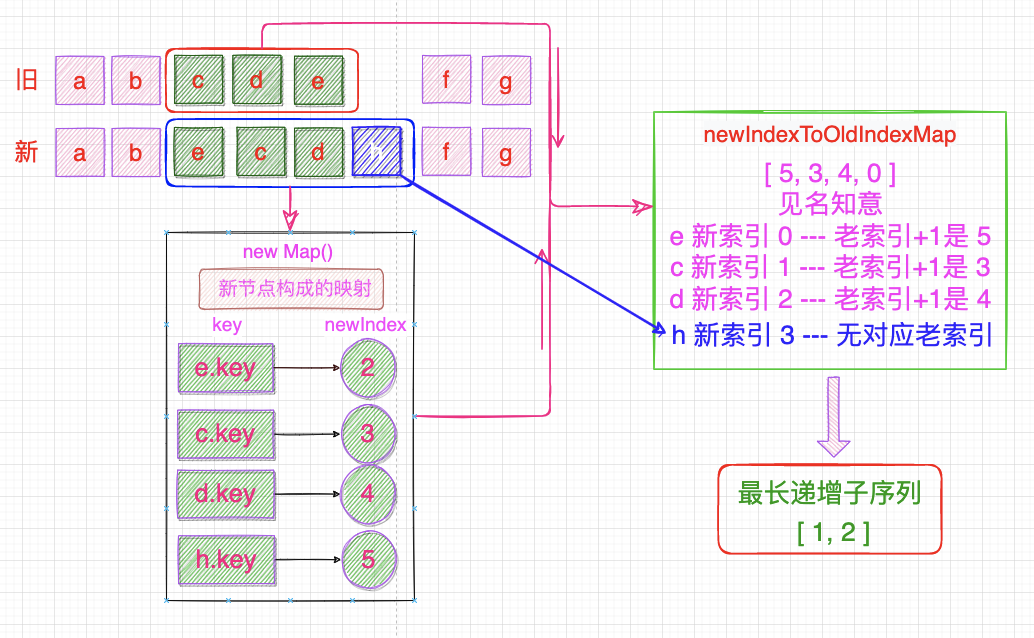 旧 a b c d e f g
新 a b e c d h f g
new Map()
新节点构成的映射
key newIndex
e.key 2
c.key 3
d.key 4
h.key 5
newIndexToOldIndexMap
[ 5, 3, 4, 0 ]
见名知意
e 新索引 0 --- 老索引+1是 5
c 新索引 1 --- 老索引+1是 3
d 新索引 2 --- 老索引+1是 4
h 新索引 3 --- 无对应老索引
最长递增子序列
[ 1, 2 ]